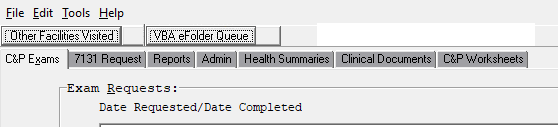 File Edit Tools Help
Other Facilities Visited VBA eFolder Queue
C&P Exams 7131 Request Reports Admin Health Summaries Clinical Documents C&P Worksheets
Exam Requests:
Date Requested/Date Completed